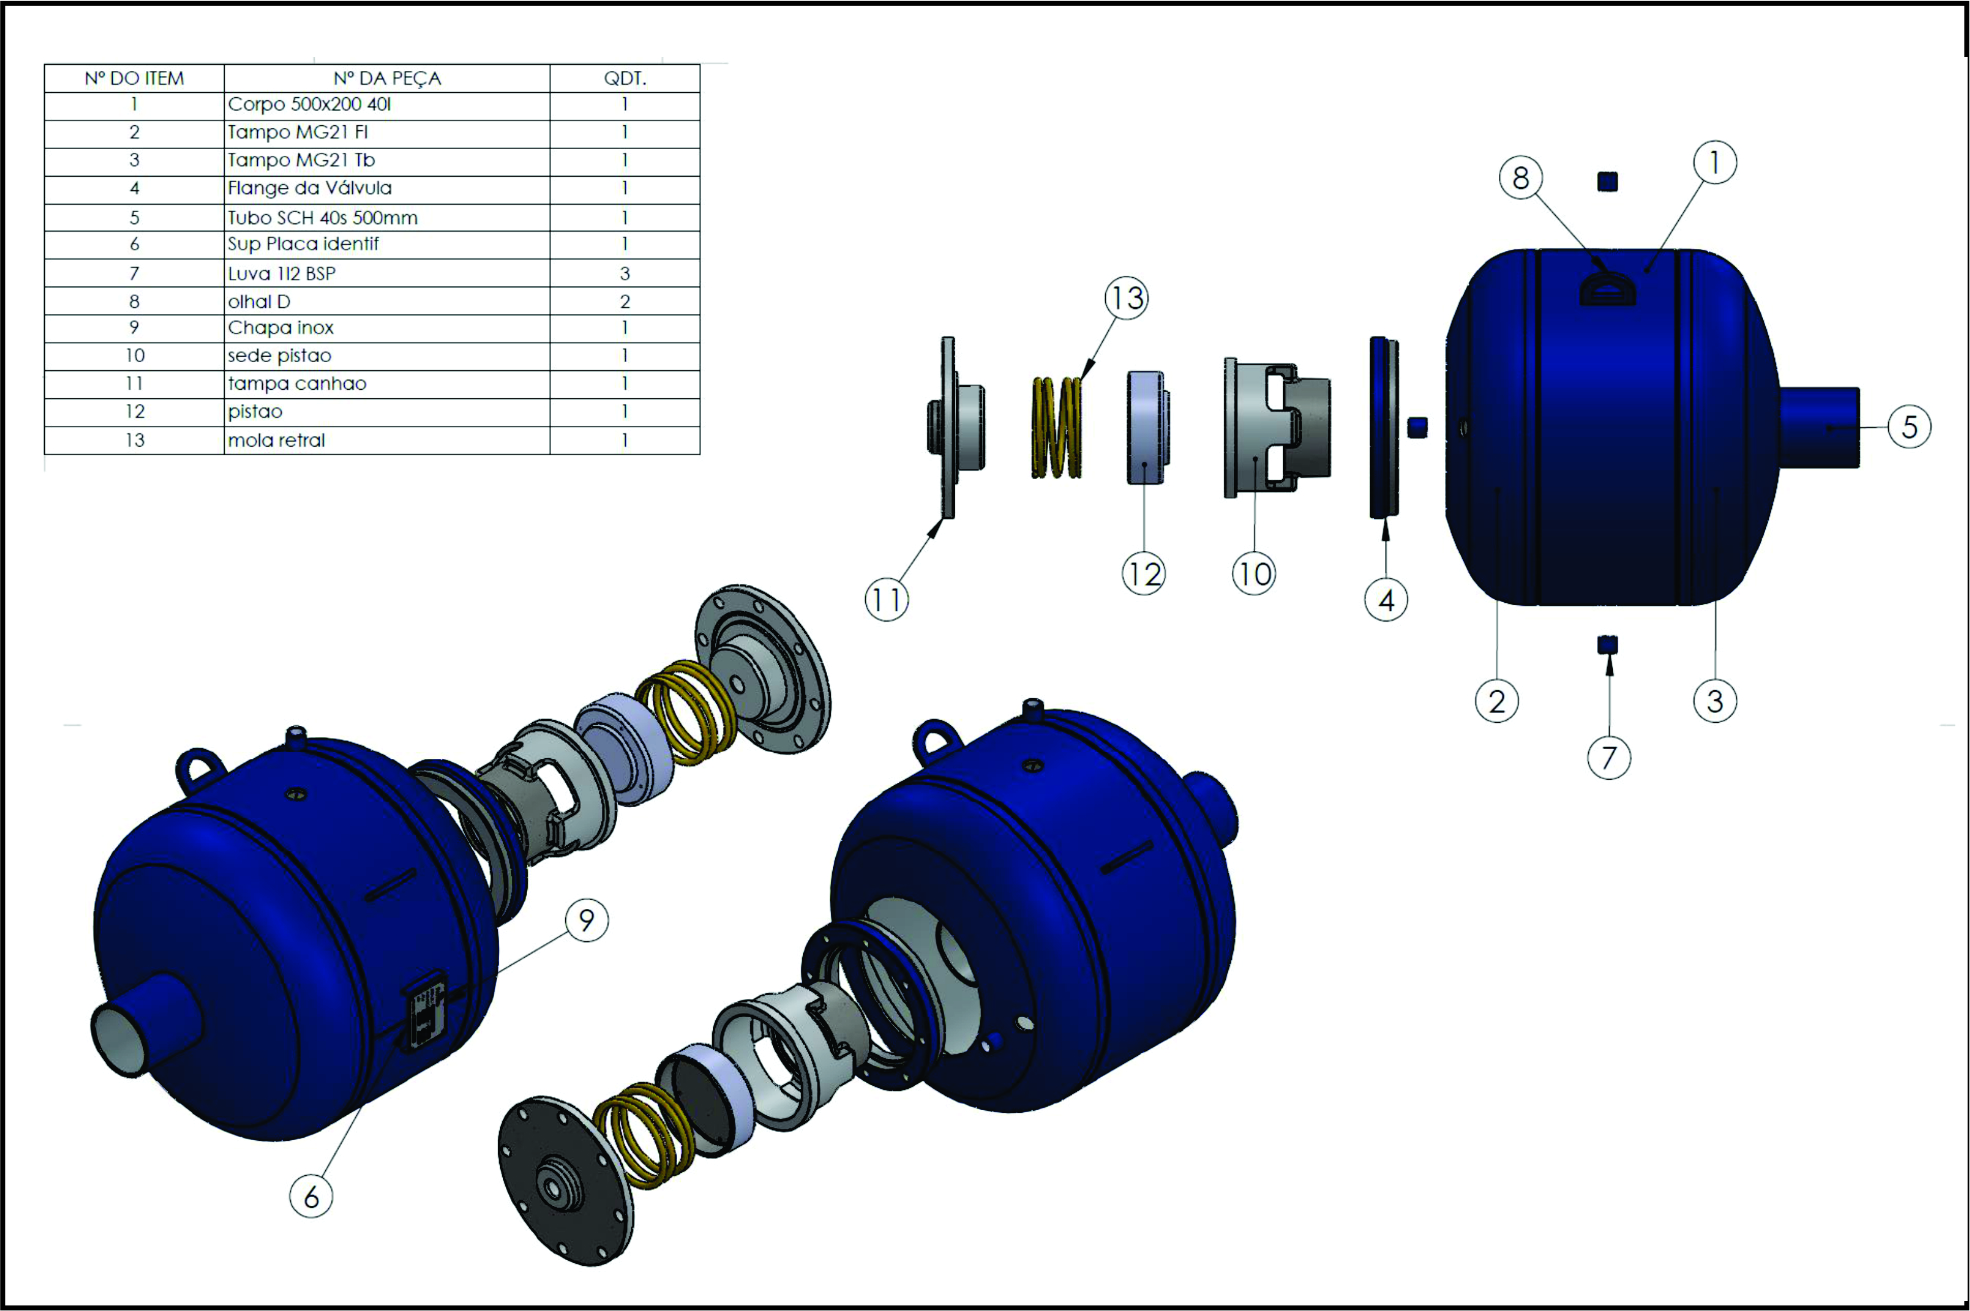 Nº DO ITEM Nº DA PEÇA QDT.
1 Corpo 500x200 40l 1
2 Tampo MG21 Fl 1
3 Tampo MG21 Tb 1
4 Flange da Válvula 1
5 Tubo SCH 40s 500mm 1
6 Sup Placa identif 1
7 Luva 1l2 BSP 3
8 olhal D 2
9 Chapa inox 1
10 sede pistao 1
11 tampa canhao 1
12 pistao 1
13 mola retral 1
8
1
13
5
11
12
10
4
2
3
7
9
6